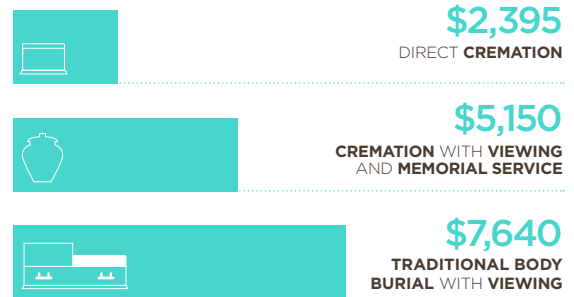 $2,395
DIRECT CREMATION
$5,150
CREMATION WITH VIEWING
AND MEMORIAL SERVICE
$7,640
TRADITIONAL BODY
BURIAL WITH VIEWING